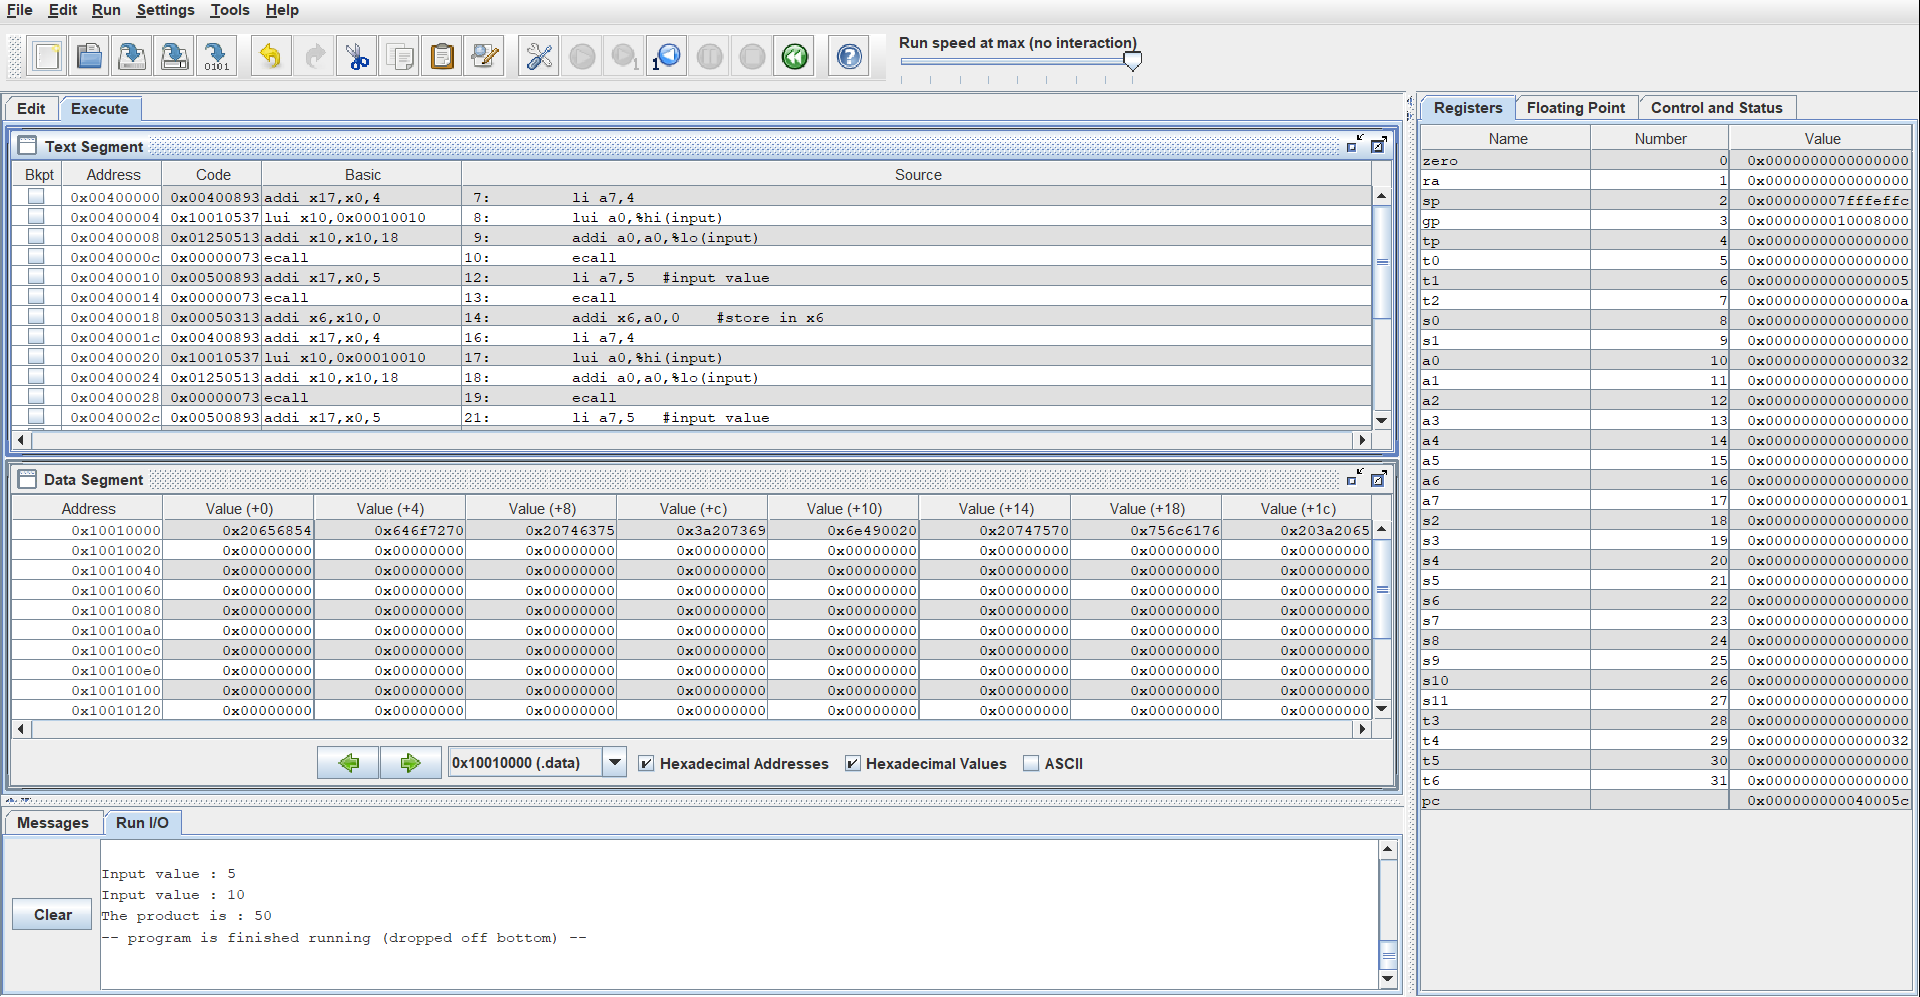 File Edit Run Settings Tools Help
Run speed at max (no interaction)
Edit Execute
Text Segment
Bkpt Address Code Basic Source
0x00400000 0x00400893 addi x17,x0,4 7: li a7,4
0x00400004 0x10010537 lui x10,0x00010010 8: lui a0,%hi(input)
0x00400008 0x01250513 addi x10,x10,18 9: addi a0,a0,%lo(input)
0x0040000c 0x00000073 ecall 10: ecall
0x00400010 0x00500893 addi x17,x0,5 12: li a7,5 #input value
0x00400014 0x00000073 ecall 13: ecall
0x00400018 0x00050313 addi x6,x10,0 14: addi x6,a0,0 #store in x6
0x0040001c 0x00400893 addi x17,x0,4 16: li a7,4
0x00400020 0x10010537 lui x10,0x00010010 17: lui a0,%hi(input)
0x00400024 0x01250513 addi x10,x10,18 18: addi a0,a0,%lo(input)
0x00400028 0x00000073 ecall 19: ecall
0x0040002c 0x00500893 addi x17,x0,5 21: li a7,5 #input value
Data Segment
Address Value (+0) Value (+4) Value (+8) Value (+c) Value (+10) Value (+14) Value (+18) Value (+1c)
0x10010000 0x20656854 0x646f7270 0x20746375 0x3a207369 0x6e490020 0x20747570 0x756c6176 0x203a2065
0x10010020 0x00000000 0x00000000 0x00000000 0x00000000 0x00000000 0x00000000 0x00000000 0x00000000
0x10010040 0x00000000 0x00000000 0x00000000 0x00000000 0x00000000 0x00000000 0x00000000 0x00000000
0x10010060 0x00000000 0x00000000 0x00000000 0x00000000 0x00000000 0x00000000 0x00000000 0x00000000
0x10010080 0x00000000 0x00000000 0x00000000 0x00000000 0x00000000 0x00000000 0x00000000 0x00000000
0x100100a0 0x00000000 0x00000000 0x00000000 0x00000000 0x00000000 0x00000000 0x00000000 0x00000000
0x100100c0 0x00000000 0x00000000 0x00000000 0x00000000 0x00000000 0x00000000 0x00000000 0x00000000
0x100100e0 0x00000000 0x00000000 0x00000000 0x00000000 0x00000000 0x00000000 0x00000000 0x00000000
0x10010100 0x00000000 0x00000000 0x00000000 0x00000000 0x00000000 0x00000000 0x00000000 0x00000000
0x10010120 0x00000000 0x00000000 0x00000000 0x00000000 0x00000000 0x00000000 0x00000000 0x00000000
0x10010000 (.data) Hexadecimal Addresses Hexadecimal Values ASCII
Messages Run I/O
Clear
Input value : 5
Input value : 10
The product is : 50
-- program is finished running (dropped off bottom) --
Registers Floating Point Control and Status
Name Number Value
zero 0 0x0000000000000000
ra 1 0x0000000000000000
sp 2 0x000000007fffeffc
gp 3 0x0000000010008000
tp 4 0x0000000000000000
t0 5 0x0000000000000000
t1 6 0x0000000000000005
t2 7 0x000000000000000a
s0 8 0x0000000000000000
s1 9 0x0000000000000000
a0 10 0x0000000000000032
a1 11 0x0000000000000000
a2 12 0x0000000000000000
a3 13 0x0000000000000000
a4 14 0x0000000000000000
a5 15 0x0000000000000000
a6 16 0x0000000000000000
a7 17 0x0000000000000001
s2 18 0x0000000000000000
s3 19 0x0000000000000000
s4 20 0x0000000000000000
s5 21 0x0000000000000000
s6 22 0x0000000000000000
s7 23 0x0000000000000000
s8 24 0x0000000000000000
s9 25 0x0000000000000000
s10 26 0x0000000000000000
s11 27 0x0000000000000000
t3 28 0x0000000000000000
t4 29 0x0000000000000032
t5 30 0x0000000000000000
t6 31 0x0000000000000000
pc 0x000000000040005c